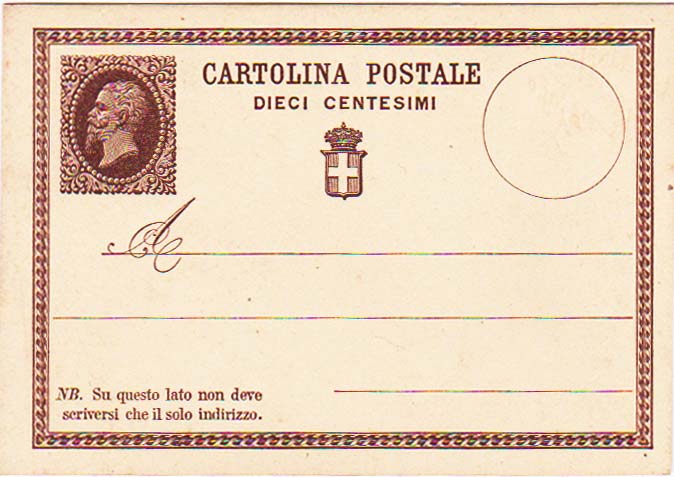 CARTOLINA POSTALE
DIECI CENTESIMI
A
NB. Su questo lato non deve
scriversi che il solo indirizzo.